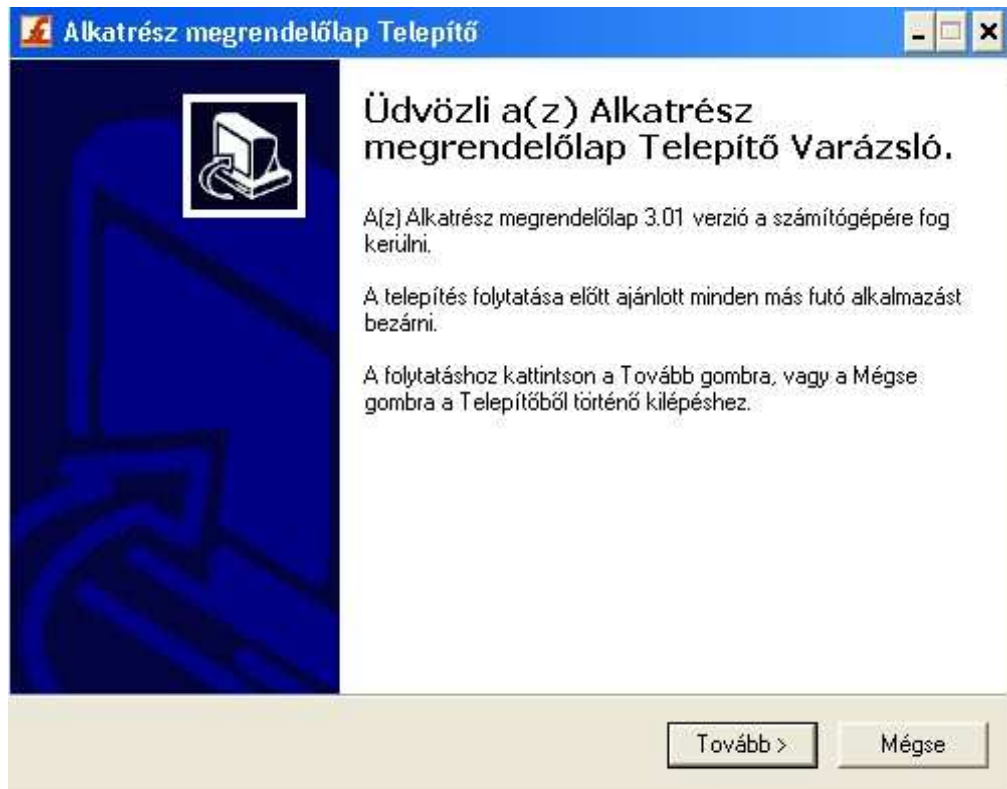 Alkatrész megrendelőlap Telepítő
Üdvözli a(z) Alkatrész
megrendelőlap Telepítő Varázsló.
A(z) Alkatrész megrendelőlap 3.01 verzió a számítógépére fog
kerülni.
A telepítés folytatása előtt ajánlott minden más futó alkalmazást
bezárni.
A folytatáshoz kattintson a Tovább gombra, vagy a Mégse
gombra a Telepítőből történő kilépéshez.
Tovább >
Mégse